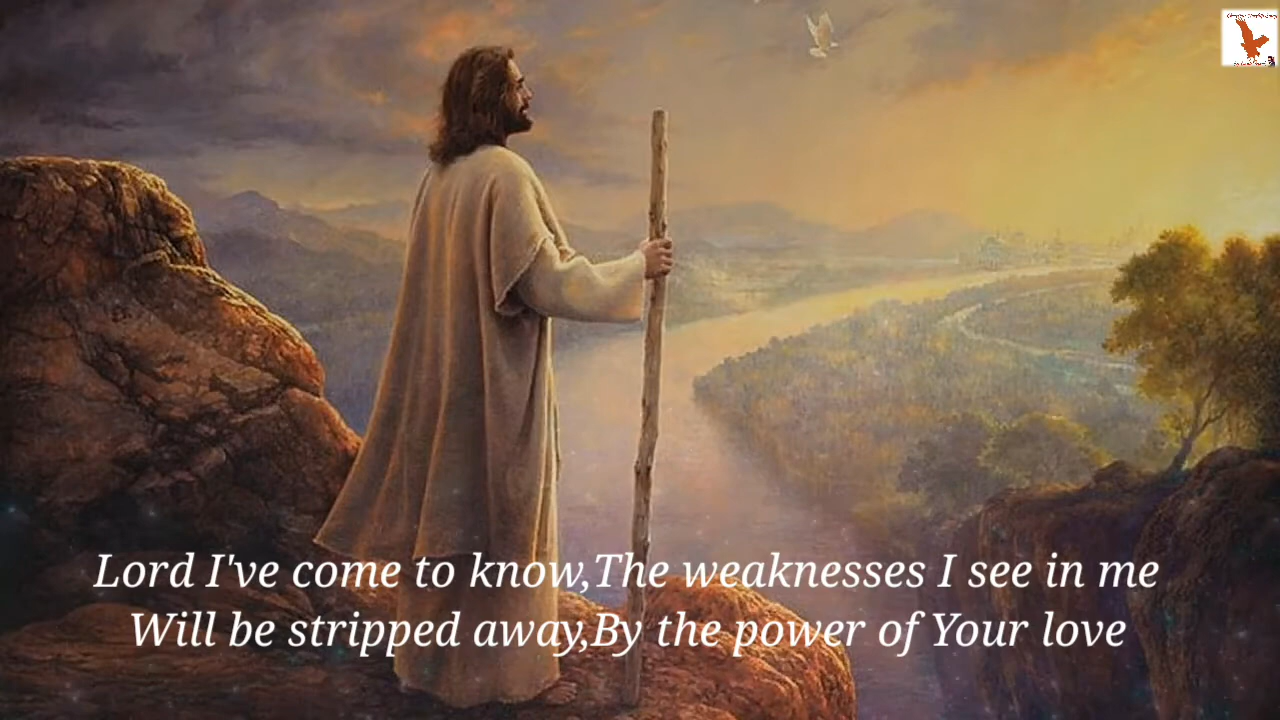 Lord I've come to know,The weaknesses I see in me
Will be stripped away,By the power of Your love